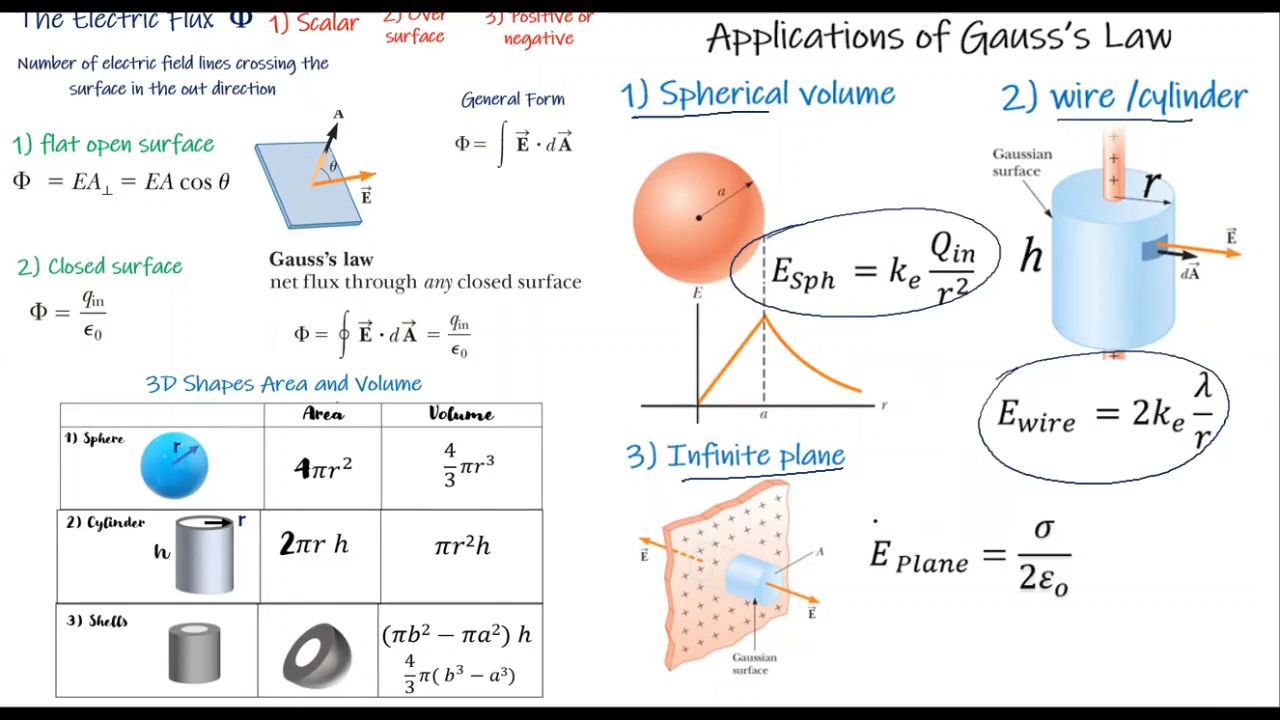 The Electric Flux Φ
1) Scalar
2) Over
surface
3) Positive or
negative
Number of electric field lines crossing the
surface in the out direction
General Form
Φ = ∫ E⃗ · dA⃗
1) flat open surface
Φ = EA⊥ = EA cos θ
A
θ
E⃗
2) Closed surface
Φ = qin/ϵ0
Gauss's law
net flux through any closed surface
Φ = ∮ E⃗ · dA⃗ = qin/ϵ0
3D Shapes Area and Volume
Area
Volume
1) Sphere
r
4πr²
4/3 πr³
2) Cylinder
r
h
2πr h
πr²h
3) Shells
(πb² − πa²) h
4/3 π( b³ − a³)
Applications of Gauss's Law
1) Spherical volume
a
E_Sph = k_e Q_in/r²
E
a
r
2) wire /cylinder
Gaussian
surface
+
+
+
r
h
E⃗
dA⃗
+
E_wire = 2k_e λ/r
3) Infinite plane
E⃗
A
E⃗
Gaussian
surface
E_Plane = σ/2ε_o